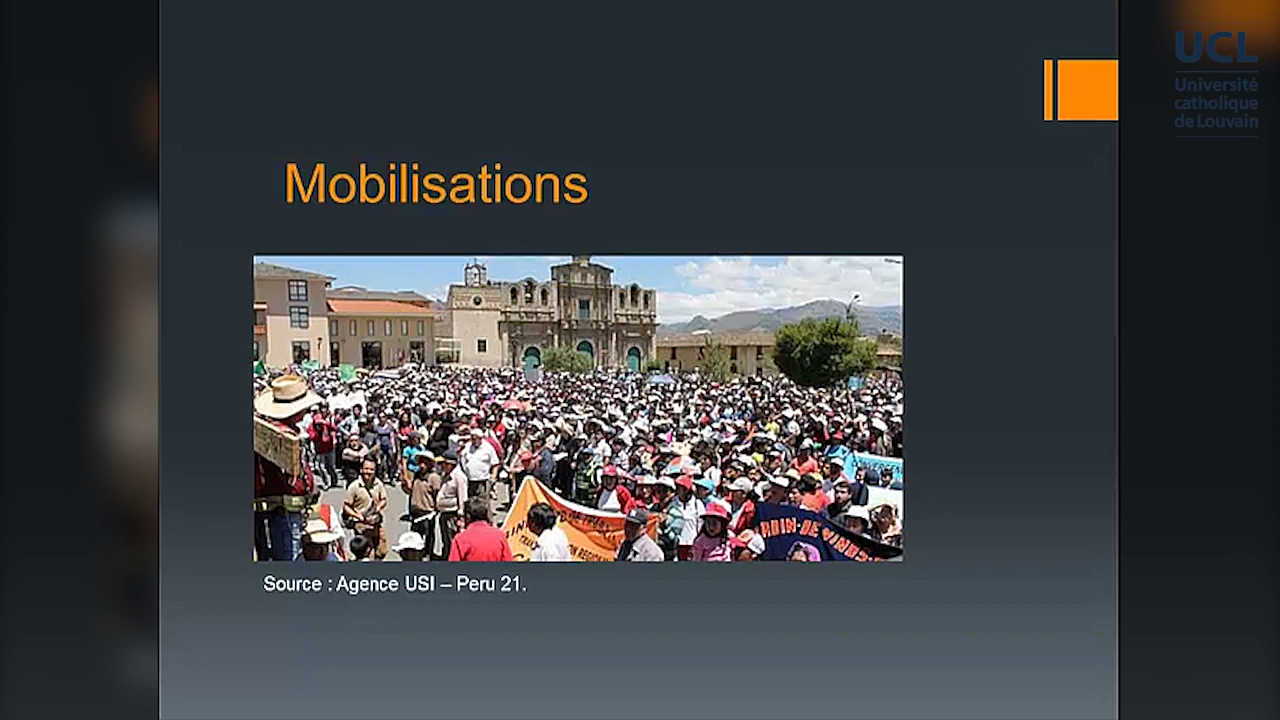 UCL
Université
catholique
de Louvain
Mobilisations
Source : Agence USI – Peru 21.